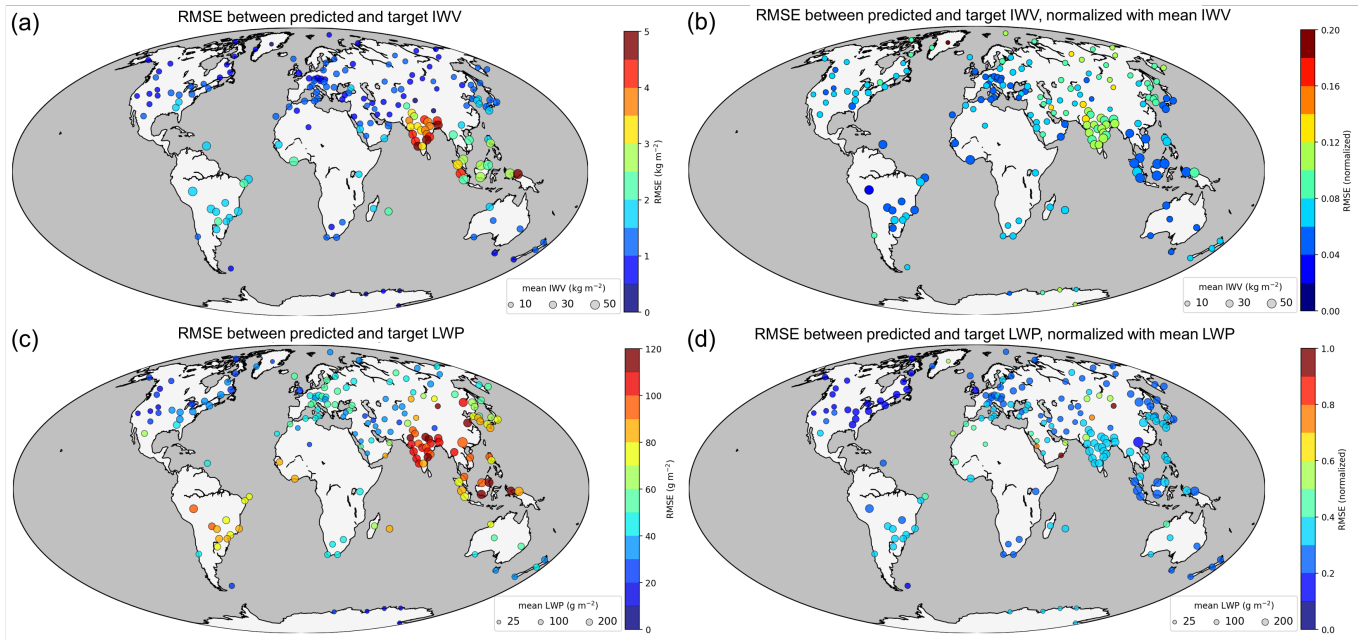 (a)
RMSE between predicted and target IWV
5
4
3
2
1
0
RMSE (kg m⁻²)
mean IWV (kg m⁻²)
10 30 50
(b)
RMSE between predicted and target IWV, normalized with mean IWV
0.20
0.16
0.12
0.08
0.04
0.00
RMSE (normalized)
mean IWV (kg m⁻²)
10 30 50
(c)
RMSE between predicted and target LWP
120
100
80
60
40
20
0
RMSE (g m⁻²)
mean LWP (g m⁻²)
25 100 200
(d)
RMSE between predicted and target LWP, normalized with mean LWP
1.0
0.8
0.6
0.4
0.2
0.0
RMSE (normalized)
mean LWP (g m⁻²)
25 100 200